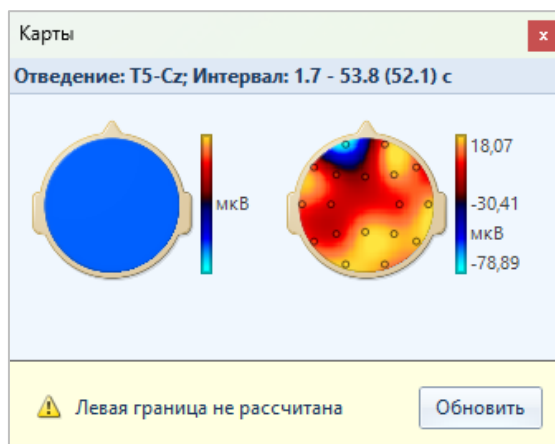 Карты
x
Отведение: T5-Cz; Интервал: 1.7 - 53.8 (52.1) с
мкВ
18,07
-30,41
мкВ
-78,89
Левая граница не рассчитана
Обновить